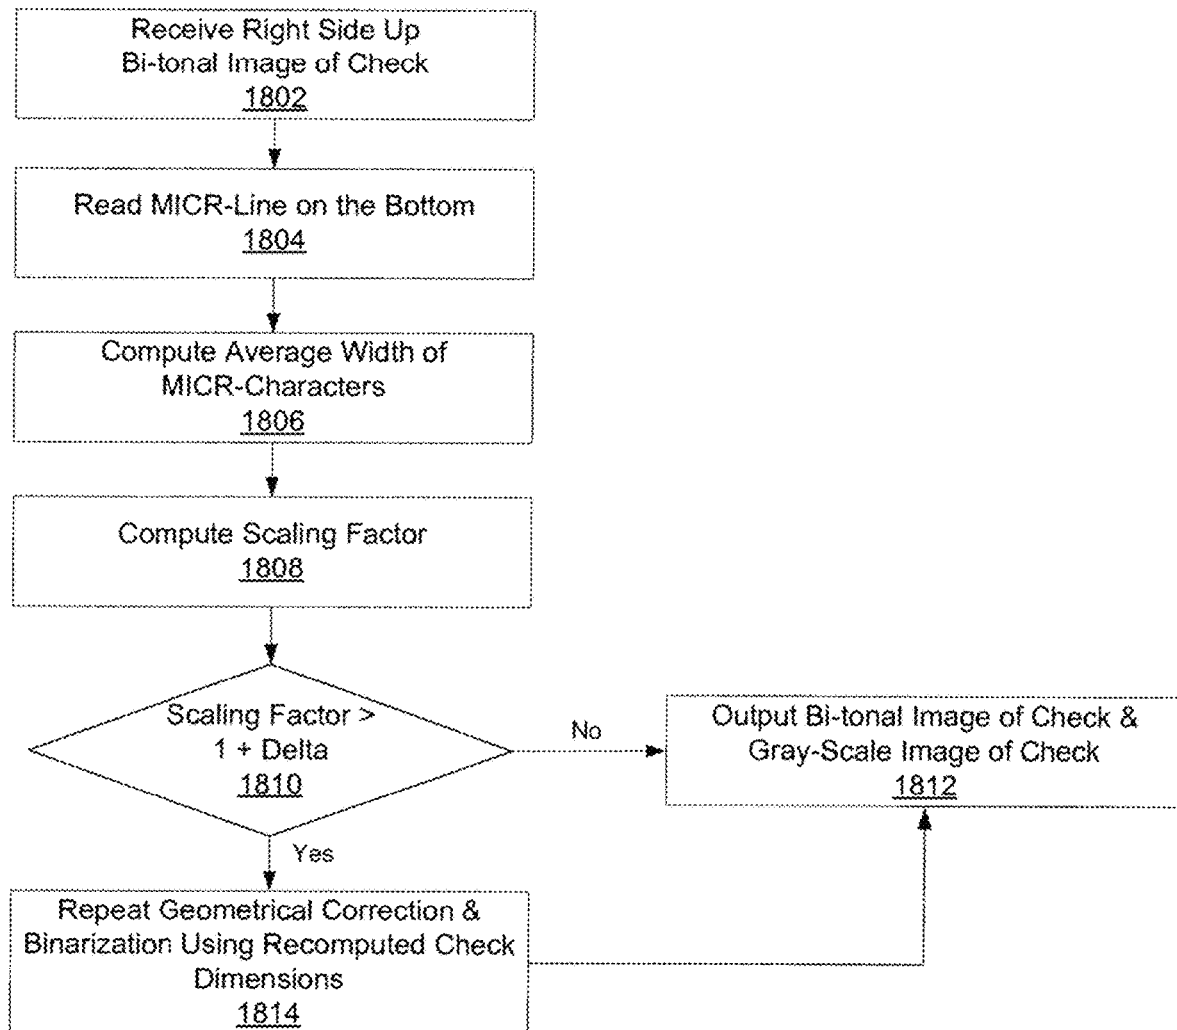 Receive Right Side Up
Bi-tonal Image of Check
1802
Read MICR-Line on the Bottom
1804
Compute Average Width of
MICR-Characters
1806
Compute Scaling Factor
1808
Scaling Factor >
1 + Delta
1810
No
Output Bi-tonal Image of Check &
Gray-Scale Image of Check
1812
Yes
Repeat Geometrical Correction &
Binarization Using Recomputed Check
Dimensions
1814